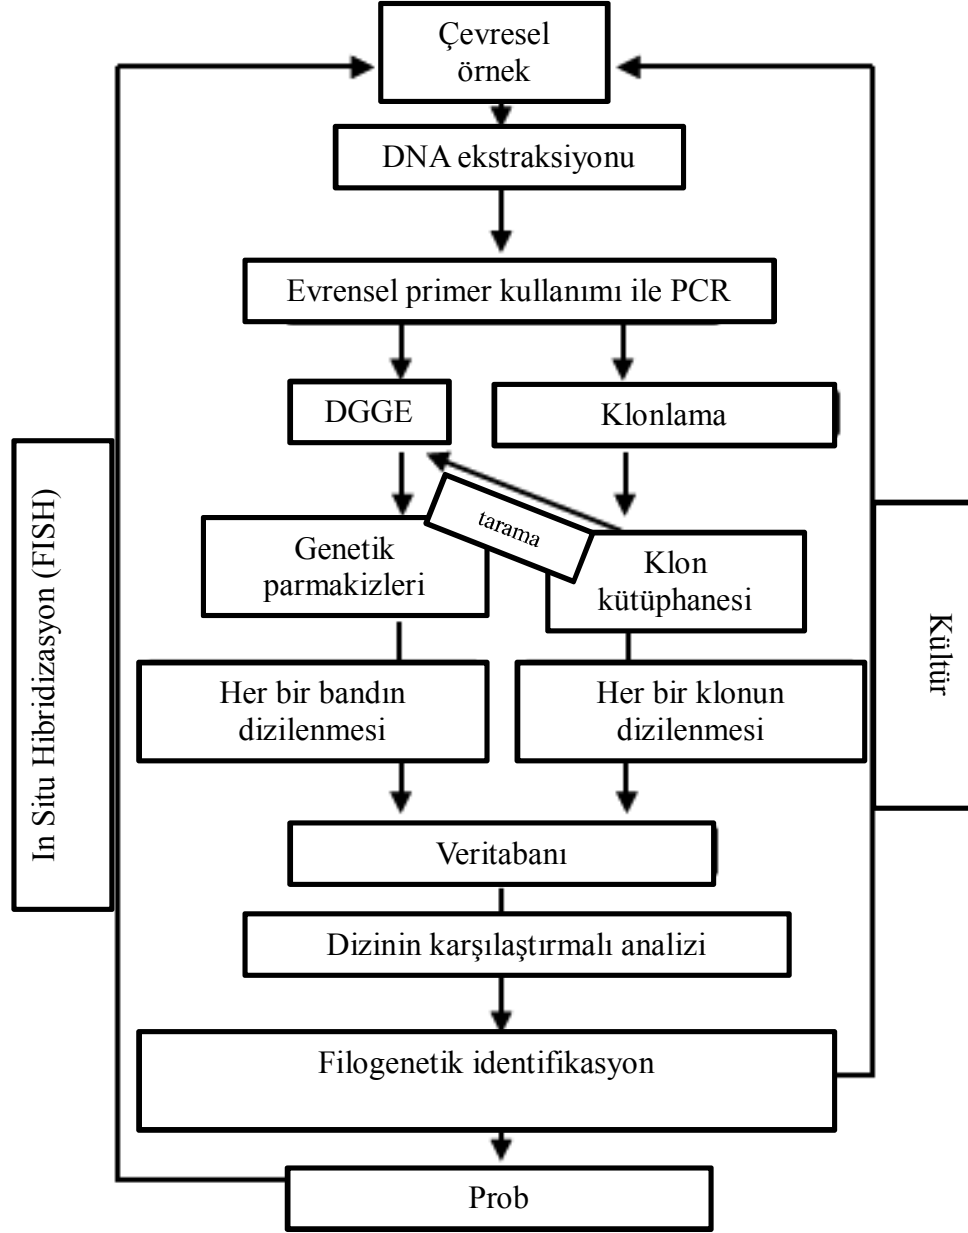 Çevresel
örnek
DNA ekstraksiyonu
Evrensel primer kullanımı ile PCR
DGGE
Klonlama
tarama
Genetik
parmakizleri
Klon
kütüphanesi
Her bir bandın
dizilenmesi
Her bir klonun
dizilenmesi
Veritabanı
Dizinin karşılaştırmalı analizi
Filogenetik identifikasyon
Prob
In Situ Hibridizasyon (FISH)
Kültür